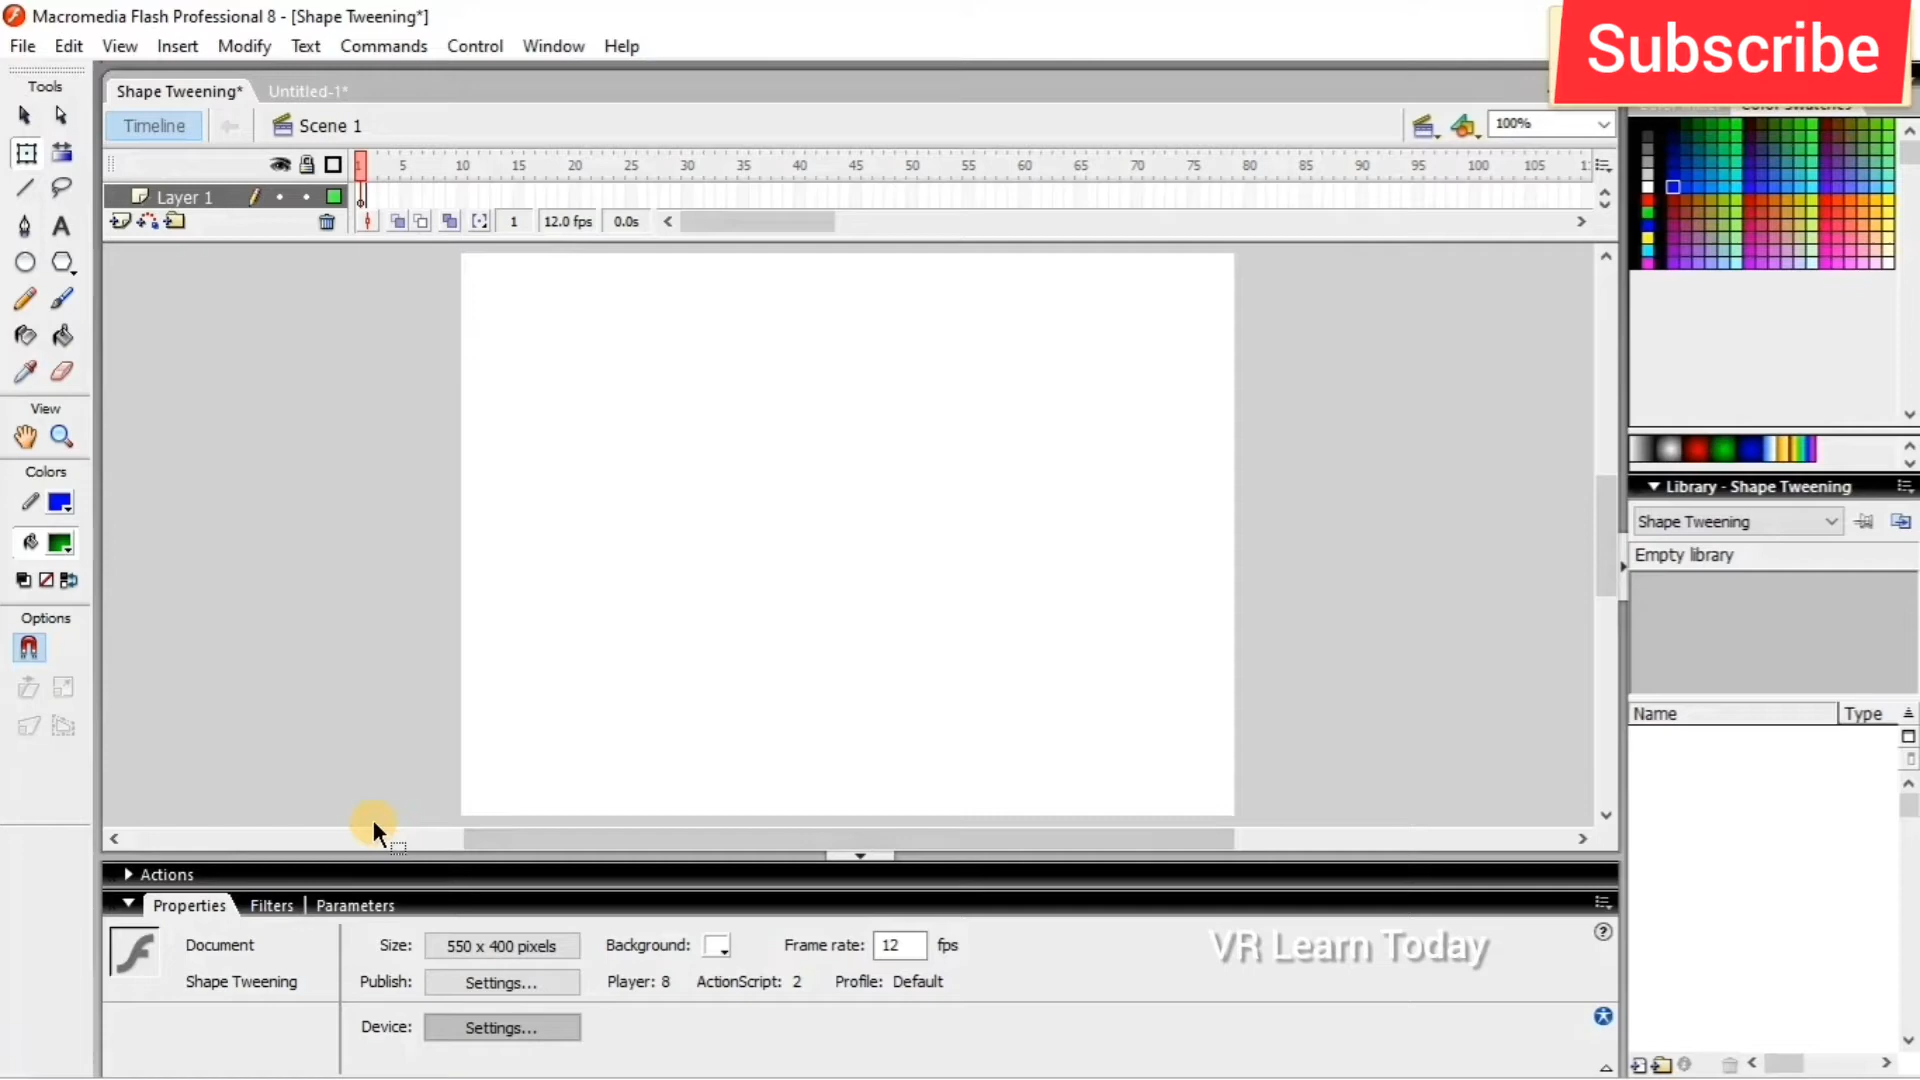 Macromedia Flash Professional 8 - [Shape Tweening*]
Subscribe
File Edit View Insert Modify Text Commands Control Window Help
Tools
Shape Tweening* Untitled-1*
Timeline Scene 1 100%
1 5 10 15 20 25 30 35 40 45 50 55 60 65 70 75 80 85 90 95 100 105
Layer 1
1 12.0 fps 0.0s
A
View
Colors
Options
Library - Shape Tweening
Shape Tweening
Empty library
Name Type
Actions
Properties Filters Parameters
Document Size: 550 x 400 pixels Background: Frame rate: 12 fps
VR Learn Today
Shape Tweening Publish: Settings... Player: 8 ActionScript: 2 Profile: Default
Device: Settings...